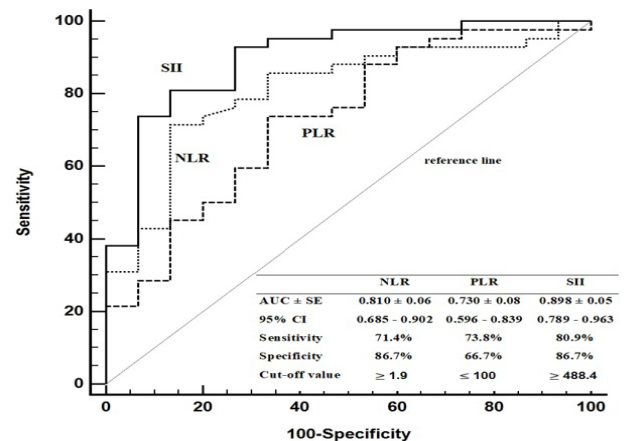 100
80
60
40
20
0
Sensitivity
SII
NLR
PLR
reference line
NLR PLR SII
AUC ± SE 0.810 ± 0.06 0.730 ± 0.08 0.898 ± 0.05
95% CI 0.685 - 0.902 0.596 - 0.839 0.789 - 0.963
Sensitivity 71.4% 73.8% 80.9%
Specificity 86.7% 66.7% 86.7%
Cut-off value ≥ 1.9 ≤ 100 ≥ 488.4
0 20 40 60 80 100
100-Specificity